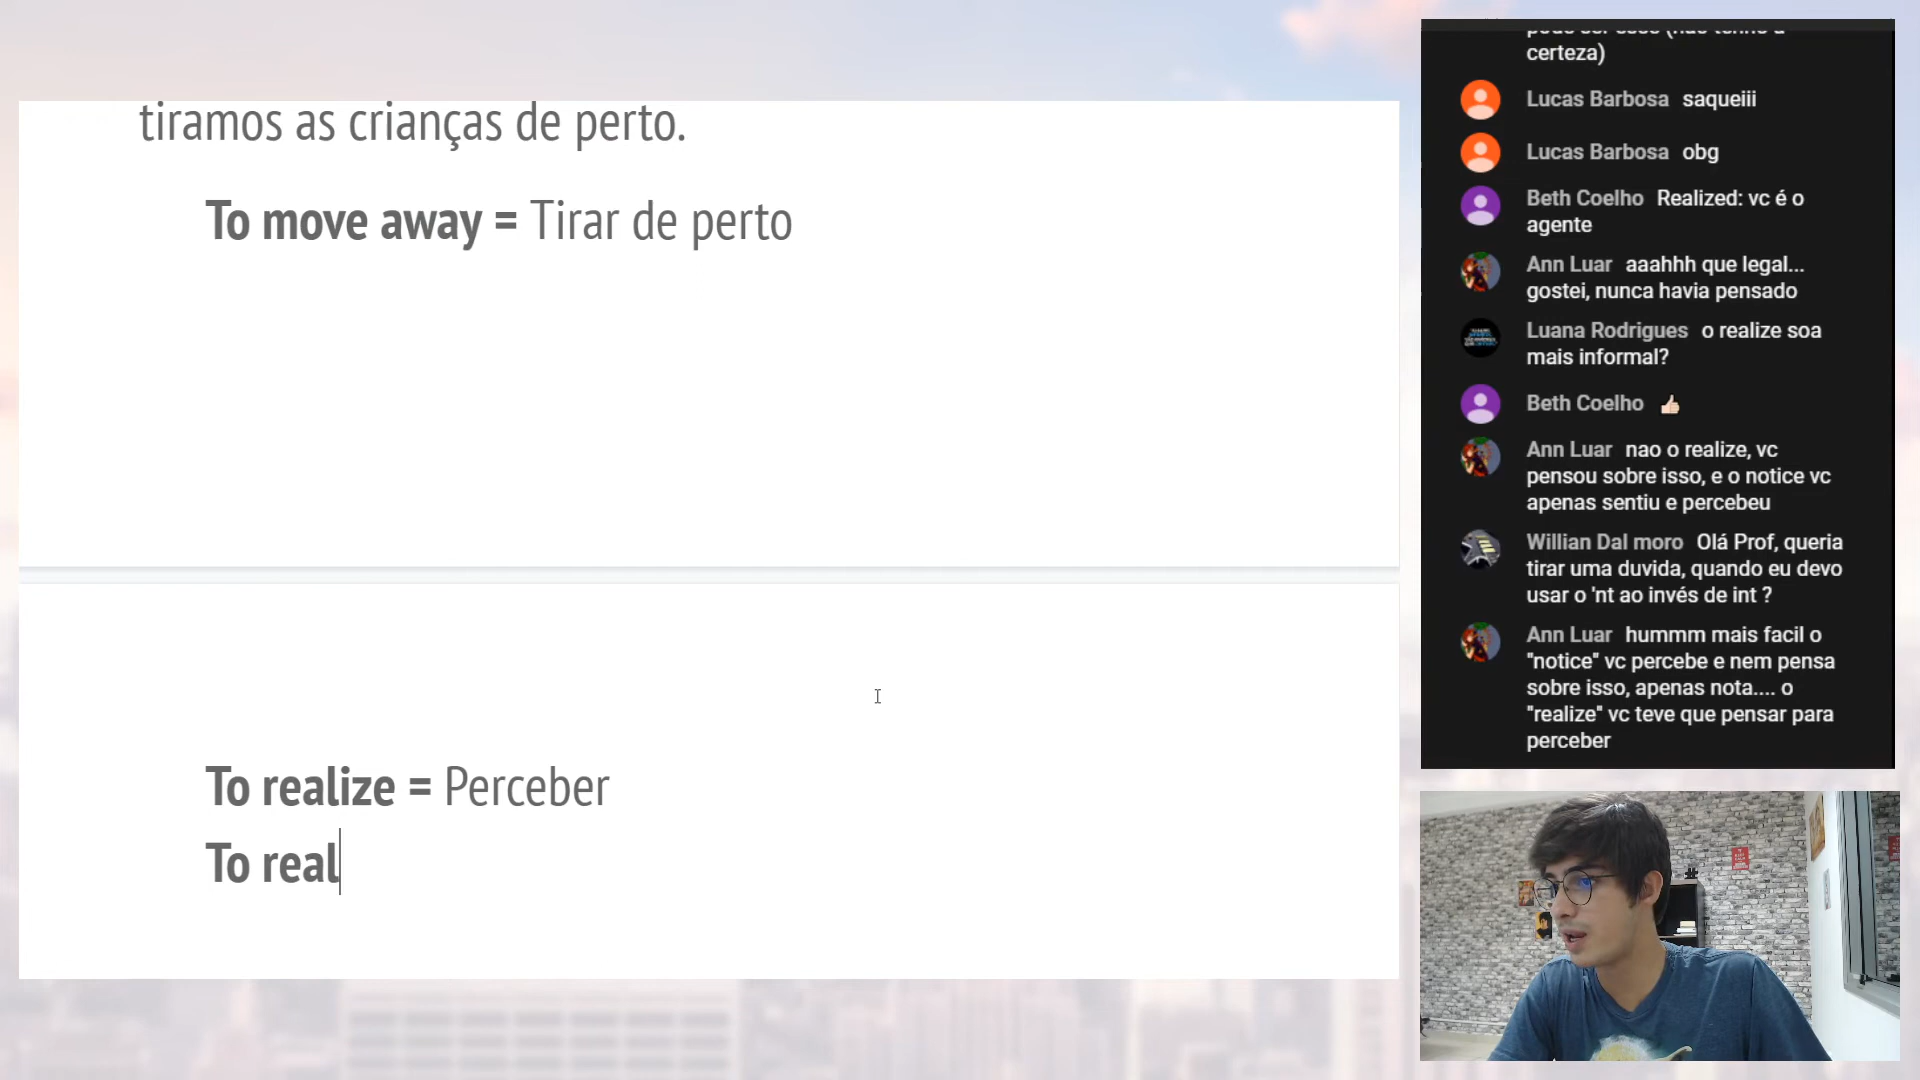 tiramos as crianças de perto.
To move away = Tirar de perto
To realize = Perceber
To real
certeza)
Lucas Barbosa saqueiii
Lucas Barbosa obg
Beth Coelho Realized: vc é o
agente
Ann Luar aaahhh que legal...
gostei, nunca havia pensado
Luana Rodrigues o realize soa
mais informal?
Beth Coelho 👍🏻
Ann Luar nao o realize, vc
pensou sobre isso, e o notice vc
apenas sentiu e percebeu
Willian Dal moro Olá Prof, queria
tirar uma duvida, quando eu devo
usar o 'nt ao invés de int ?
Ann Luar hummm mais facil o
"notice" vc percebe e nem pensa
sobre isso, apenas nota.... o
"realize" vc teve que pensar para
perceber